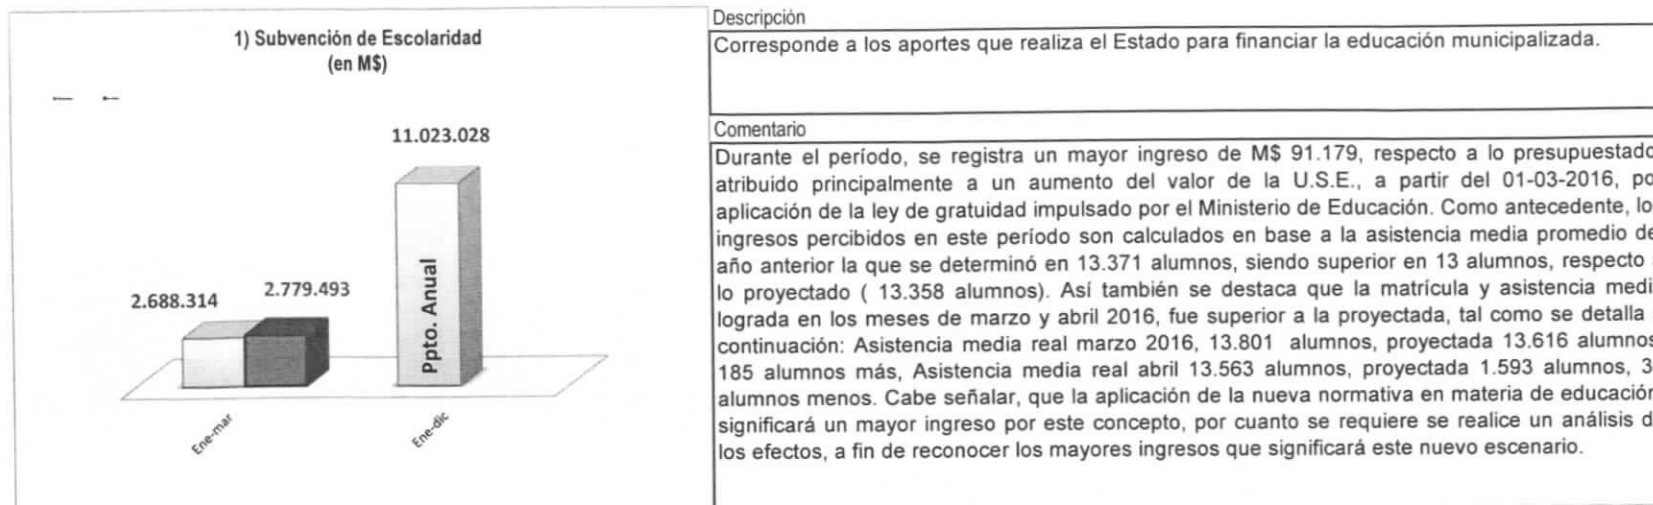 1) Subvención de Escolaridad
(en M$)
11.023.028
2.688.314
2.779.493
Ppto. Anual
Ene-mar
Ene-dic
Descripción
Corresponde a los aportes que realiza el Estado para financiar la educación municipalizada.
Comentario
Durante el período, se registra un mayor ingreso de M$ 91.179, respecto a lo presupuestado
atribuido principalmente a un aumento del valor de la U.S.E., a partir del 01-03-2016, po
aplicación de la ley de gratuidad impulsado por el Ministerio de Educación. Como antecedente, lo
ingresos percibidos en este período son calculados en base a la asistencia media promedio de
año anterior la que se determinó en 13.371 alumnos, siendo superior en 13 alumnos, respecto
lo proyectado ( 13.358 alumnos). Así también se destaca que la matrícula y asistencia medi
lograda en los meses de marzo y abril 2016, fue superior a la proyectada, tal como se detalla
continuación: Asistencia media real marzo 2016, 13.801 alumnos, proyectada 13.616 alumnos
185 alumnos más, Asistencia media real abril 13.563 alumnos, proyectada 1.593 alumnos, 3
alumnos menos. Cabe señalar, que la aplicación de la nueva normativa en materia de educación
significará un mayor ingreso por este concepto, por cuanto se requiere se realice un análisis d
los efectos, a fin de reconocer los mayores ingresos que significará este nuevo escenario.